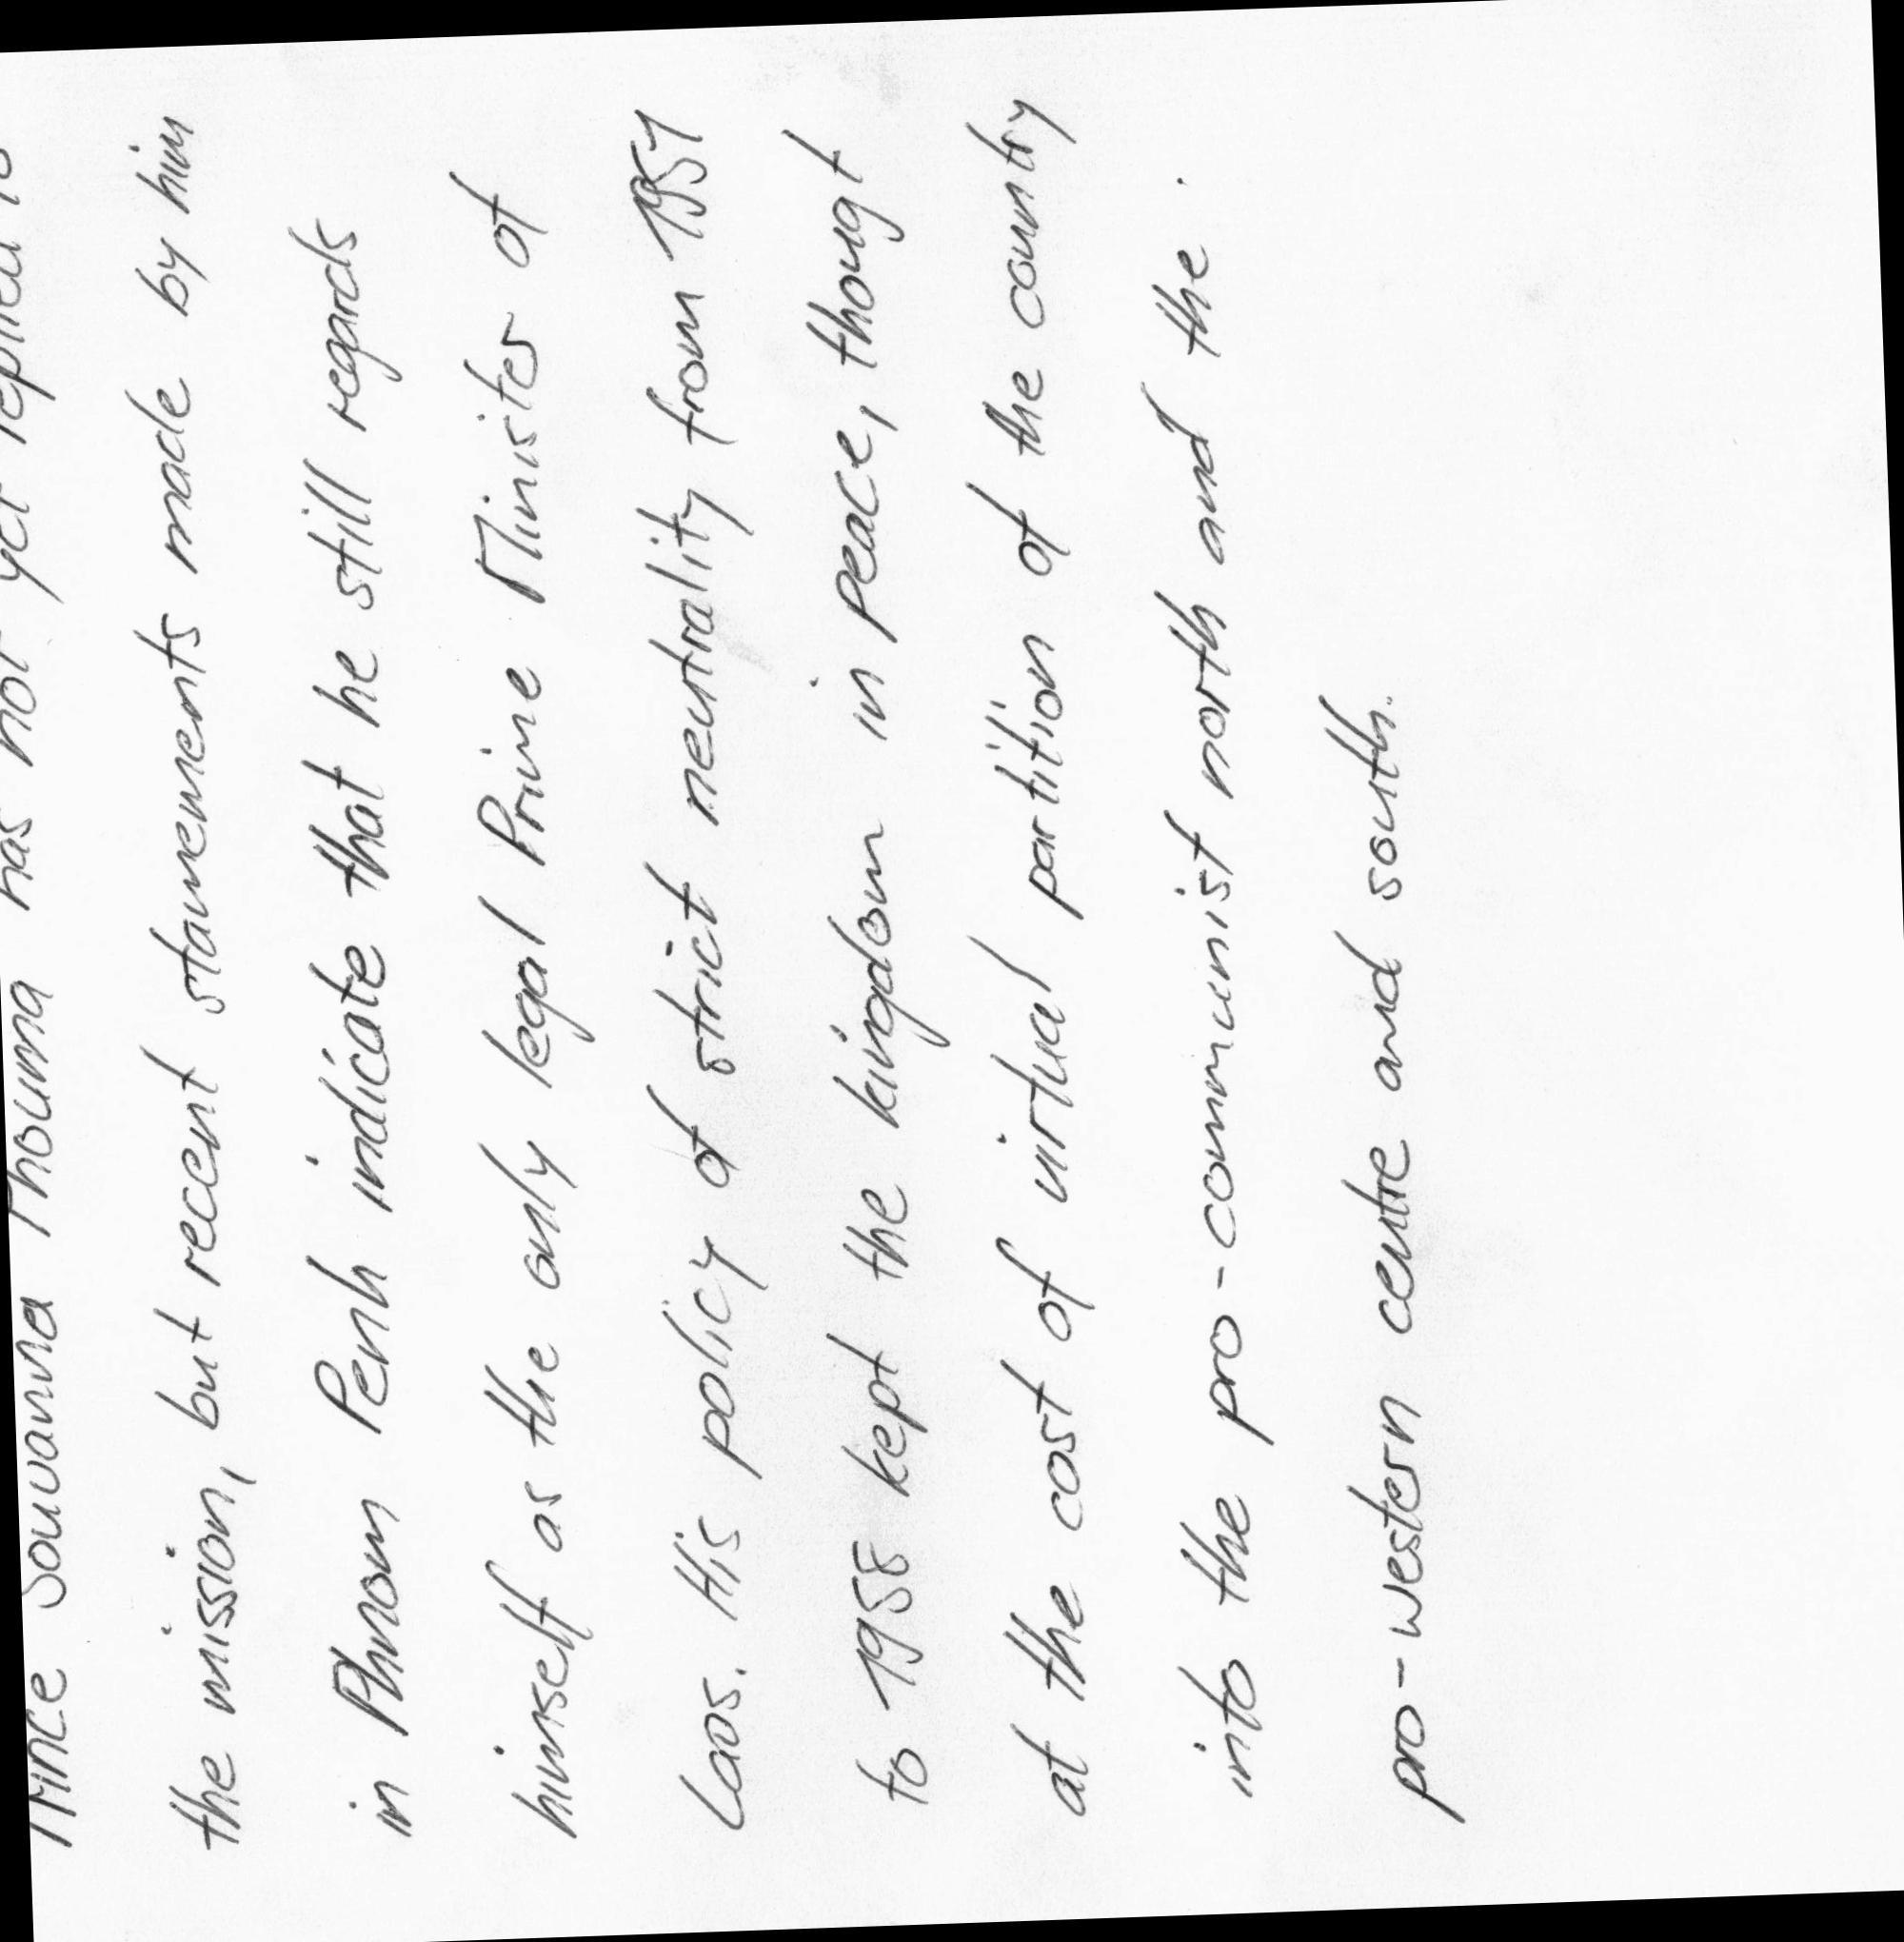 Prince Souvanna Phouma has not yet replied to
the mission, but recent staments made by him
in Phnom Penh indicate that he still regards
himself as the only legal Prime Minister of
Laos. His policy of strict neutrality from 1951
to 1958 kept the kingdom in peace, thougt
at the cost of virtual partition of the country
into the pro-communist north and the.
pro-western centre and south.